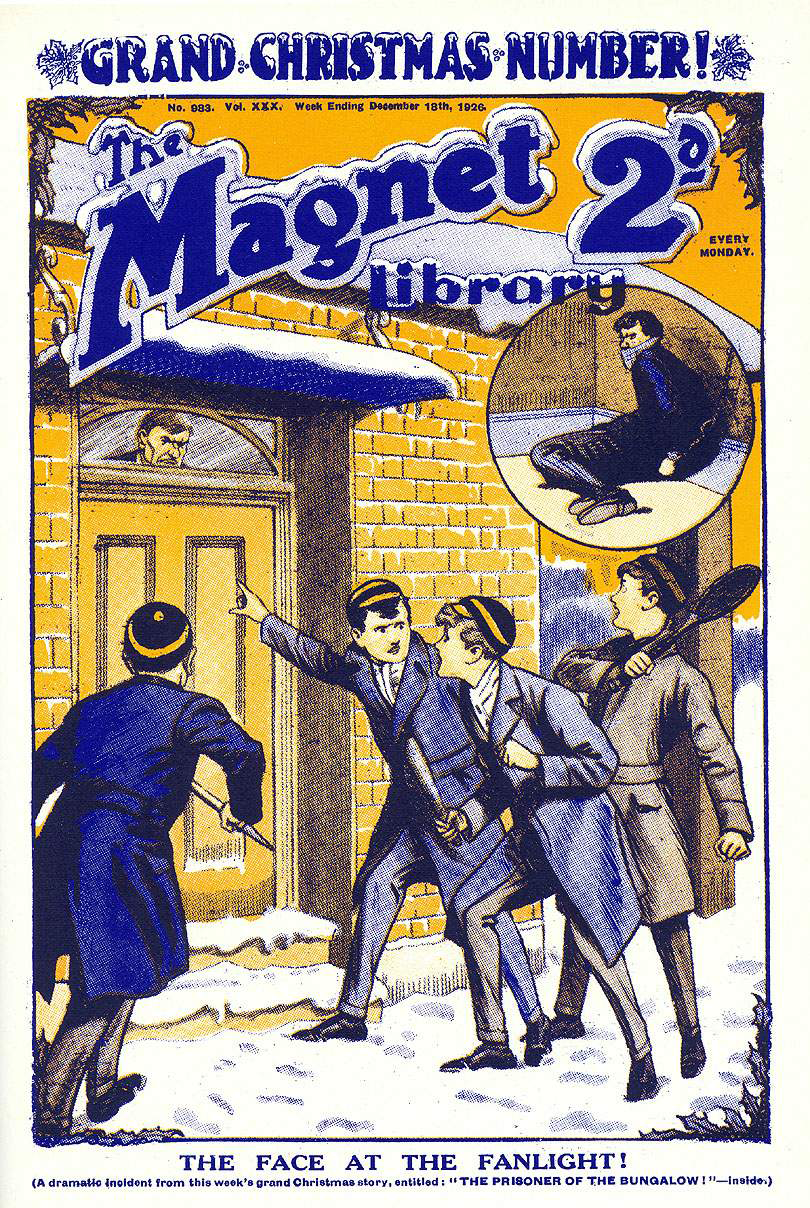 GRAND CHRISTMAS NUMBER!
No. 983. Vol. XXX. Week Ending December 18th, 1926.
The
Magnet 2D
EVERY
MONDAY.
Library
THE FACE AT THE FANLIGHT!
(A dramatic incident from this week's grand Christmas story, entitled: "THE PRISONER OF THE BUNGALOW!"—inside.)